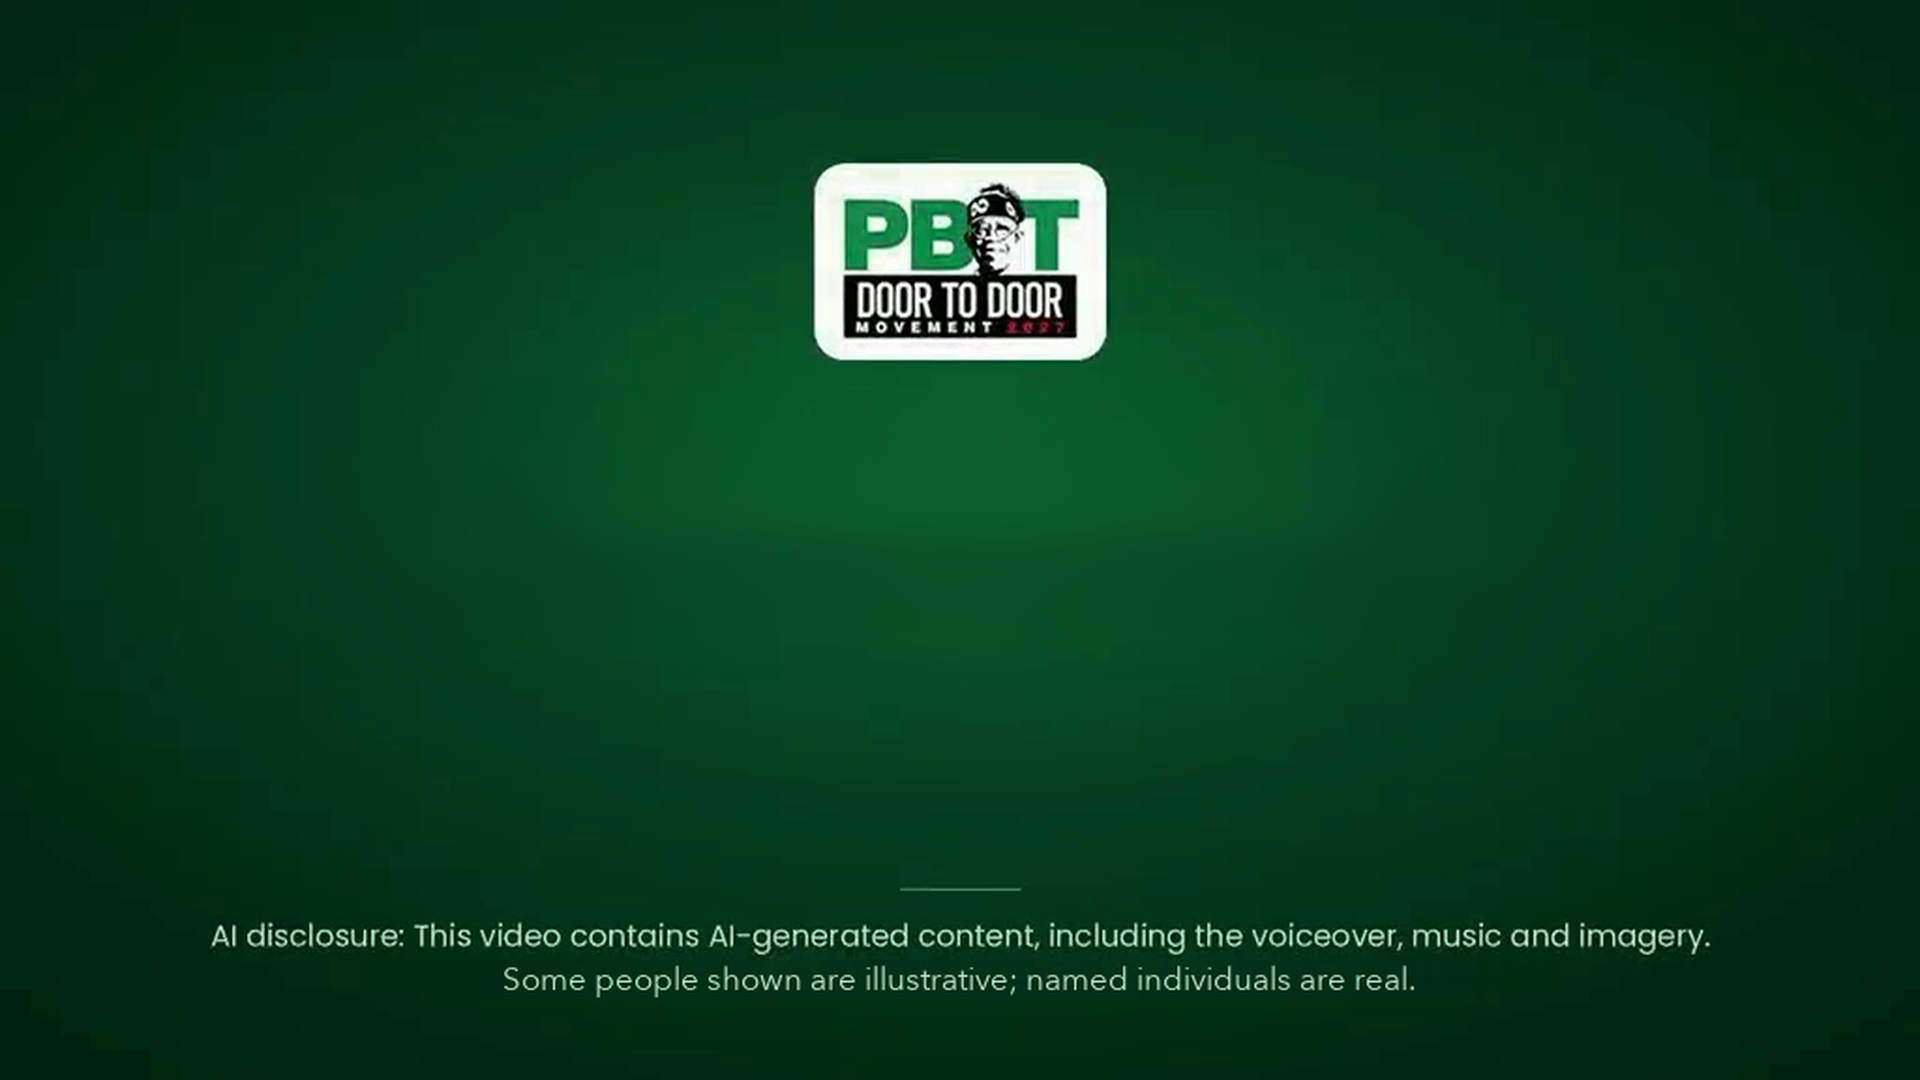 PBT
DOOR TO DOOR
MOVEMENT 2027
AI disclosure: This video contains AI-generated content, including the voiceover, music and imagery.
Some people shown are illustrative; named individuals are real.